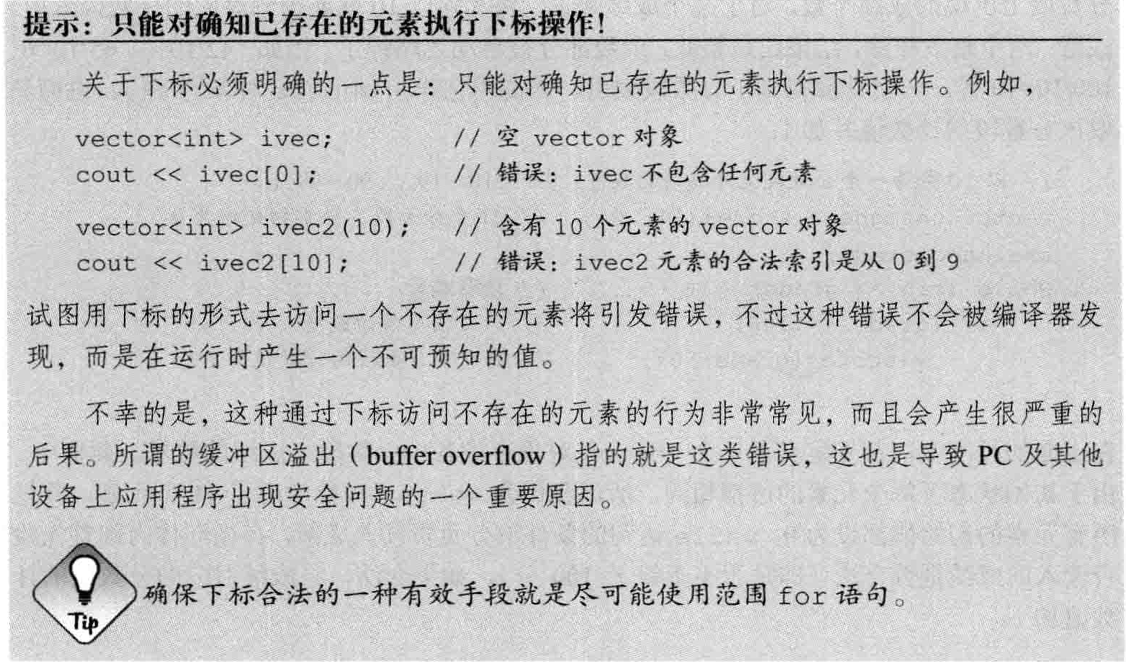 提示：只能对确知已存在的元素执行下标操作！
关于下标必须明确的一点是：只能对确知已存在的元素执行下标操作。例如，
vector<int> ivec; // 空 vector 对象
cout << ivec[0]; // 错误：ivec 不包含任何元素
vector<int> ivec2(10); // 含有 10 个元素的 vector 对象
cout << ivec2[10]; // 错误：ivec2 元素的合法索引是从 0 到 9
试图用下标的形式去访问一个不存在的元素将引发错误，不过这种错误不会被编译器发
现，而是在运行时产生一个不可预知的值。
不幸的是，这种通过下标访问不存在的元素的行为非常常见，而且会产生很严重的
后果。所谓的缓冲区溢出（buffer overflow）指的就是这类错误，这也是导致 PC 及其他
设备上应用程序出现安全问题的一个重要原因。
确保下标合法的一种有效手段就是尽可能使用范围 for 语句。
Tip